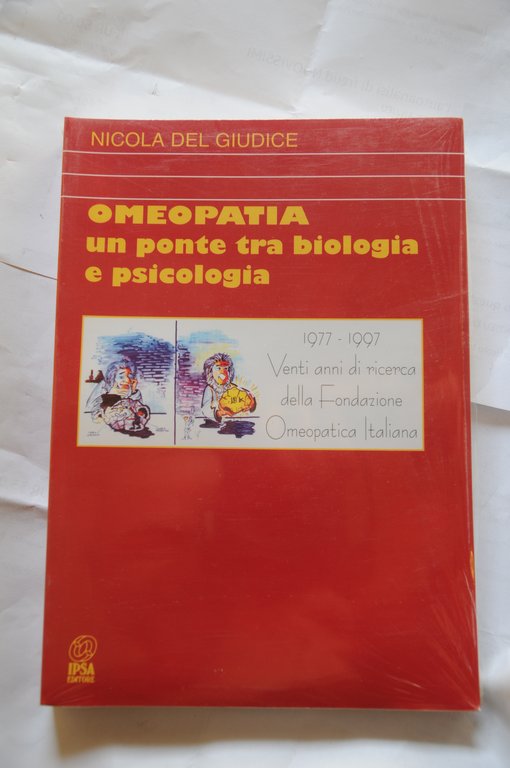 NICOLA DEL GIUDICE
OMEOPATIA
un ponte tra biologia
e psicologia
1977 - 1997
Venti anni di ricerca
della Fondazione
Omeopatica Italiana
18 K
IPSA
EDITORE